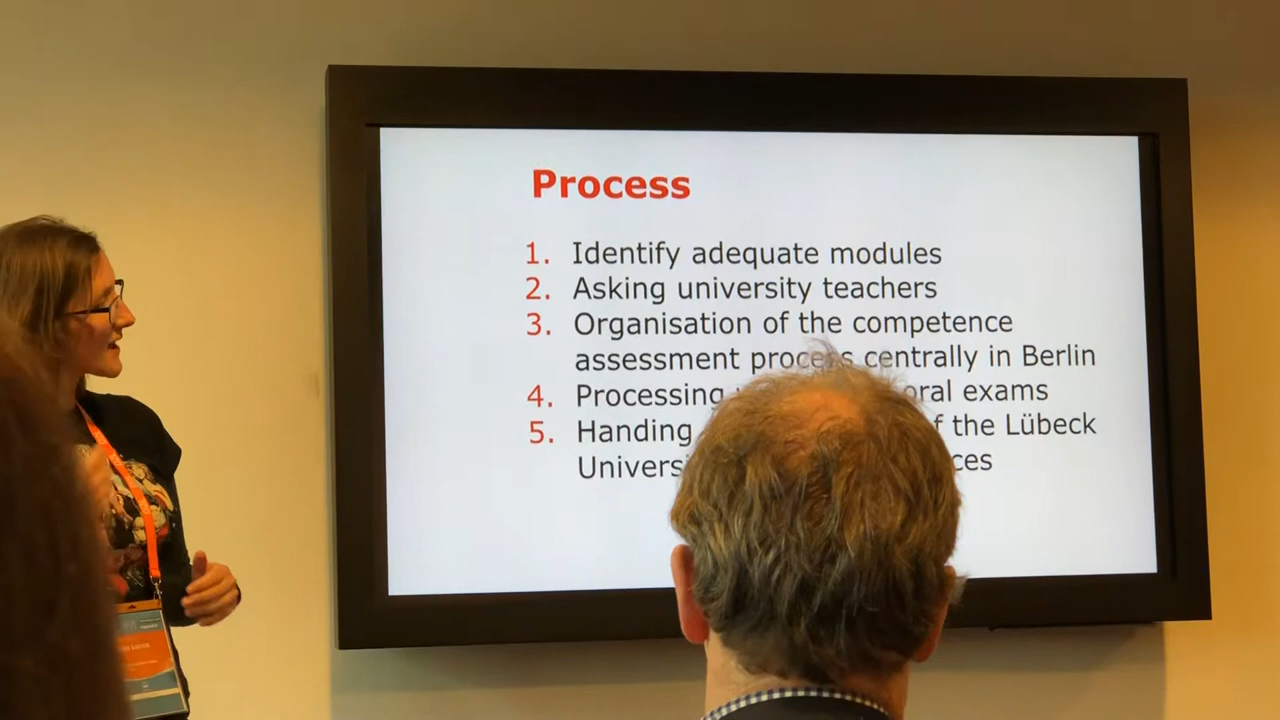 Process
1. Identify adequate modules
2. Asking university teachers
3. Organisation of the competence
assessment process centrally in Berlin
4. Processing oral exams
5. Handing of the Lübeck